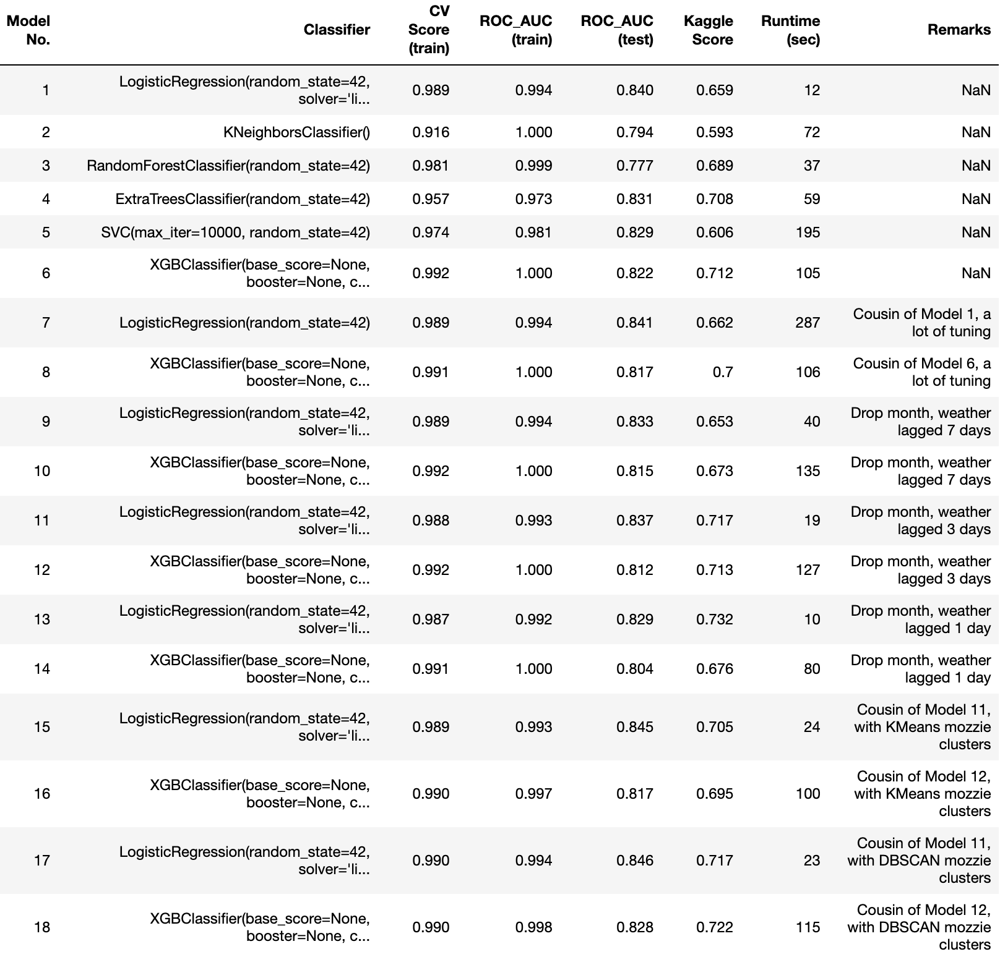 Model No. Classifier CV Score (train) ROC_AUC (train) ROC_AUC (test) Kaggle Score Runtime (sec) Remarks
1 LogisticRegression(random_state=42, solver='li... 0.989 0.994 0.840 0.659 12 NaN
2 KNeighborsClassifier() 0.916 1.000 0.794 0.593 72 NaN
3 RandomForestClassifier(random_state=42) 0.981 0.999 0.777 0.689 37 NaN
4 ExtraTreesClassifier(random_state=42) 0.957 0.973 0.831 0.708 59 NaN
5 SVC(max_iter=10000, random_state=42) 0.974 0.981 0.829 0.606 195 NaN
6 XGBClassifier(base_score=None, booster=None, c... 0.992 1.000 0.822 0.712 105 NaN
7 LogisticRegression(random_state=42) 0.989 0.994 0.841 0.662 287 Cousin of Model 1, a lot of tuning
8 XGBClassifier(base_score=None, booster=None, c... 0.991 1.000 0.817 0.7 106 Cousin of Model 6, a lot of tuning
9 LogisticRegression(random_state=42, solver='li... 0.989 0.994 0.833 0.653 40 Drop month, weather lagged 7 days
10 XGBClassifier(base_score=None, booster=None, c... 0.992 1.000 0.815 0.673 135 Drop month, weather lagged 7 days
11 LogisticRegression(random_state=42, solver='li... 0.988 0.993 0.837 0.717 19 Drop month, weather lagged 3 days
12 XGBClassifier(base_score=None, booster=None, c... 0.992 1.000 0.812 0.713 127 Drop month, weather lagged 3 days
13 LogisticRegression(random_state=42, solver='li... 0.987 0.992 0.829 0.732 10 Drop month, weather lagged 1 day
14 XGBClassifier(base_score=None, booster=None, c... 0.991 1.000 0.804 0.676 80 Drop month, weather lagged 1 day
15 LogisticRegression(random_state=42, solver='li... 0.989 0.993 0.845 0.705 24 Cousin of Model 11, with KMeans mozzie clusters
16 XGBClassifier(base_score=None, booster=None, c... 0.990 0.997 0.817 0.695 100 Cousin of Model 12, with KMeans mozzie clusters
17 LogisticRegression(random_state=42, solver='li... 0.990 0.994 0.846 0.717 23 Cousin of Model 11, with DBSCAN mozzie clusters
18 XGBClassifier(base_score=None, booster=None, c... 0.990 0.998 0.828 0.722 115 Cousin of Model 12, with DBSCAN mozzie clusters